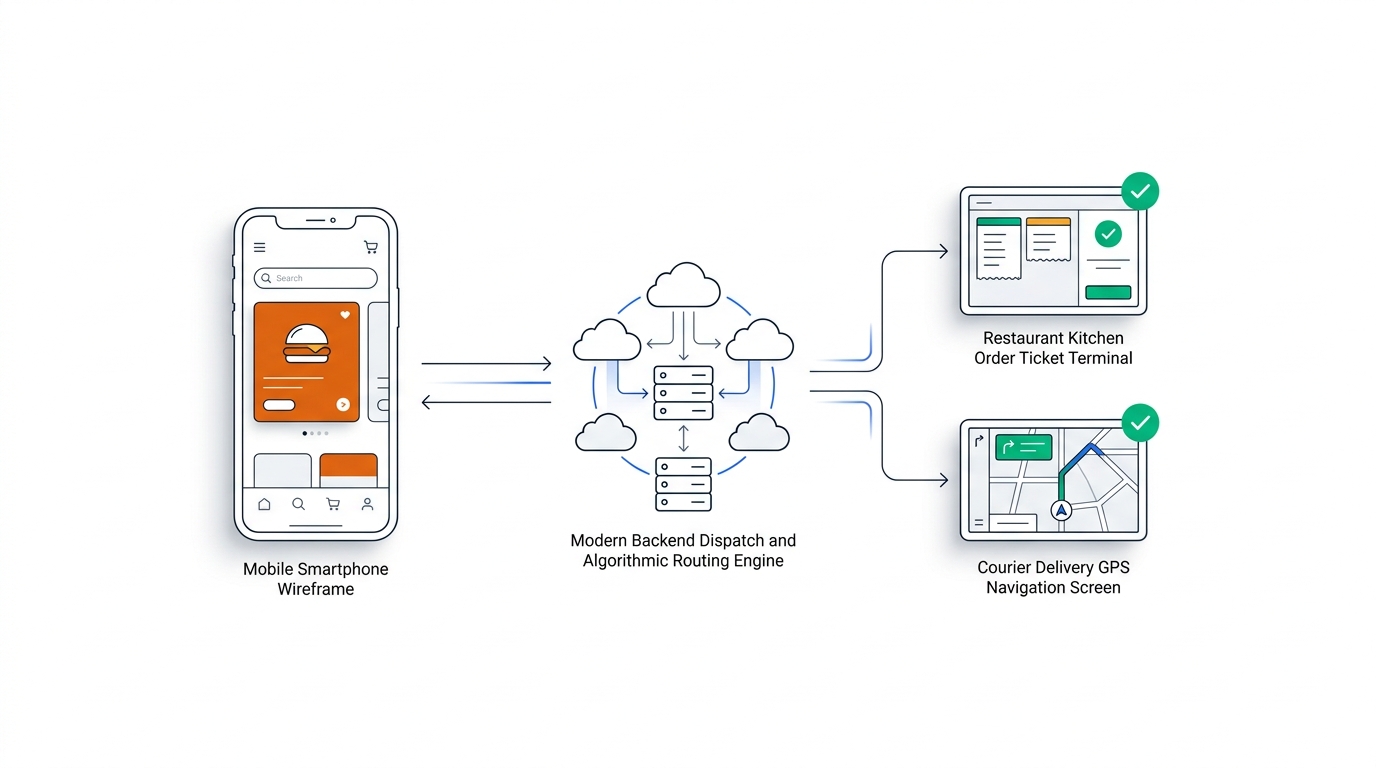 Search
Mobile Smartphone
Wireframe
Modern Backend Dispatch and
Algorithmic Routing Engine
Restaurant Kitchen
Order Ticket Terminal
Courier Delivery GPS
Navigation Screen